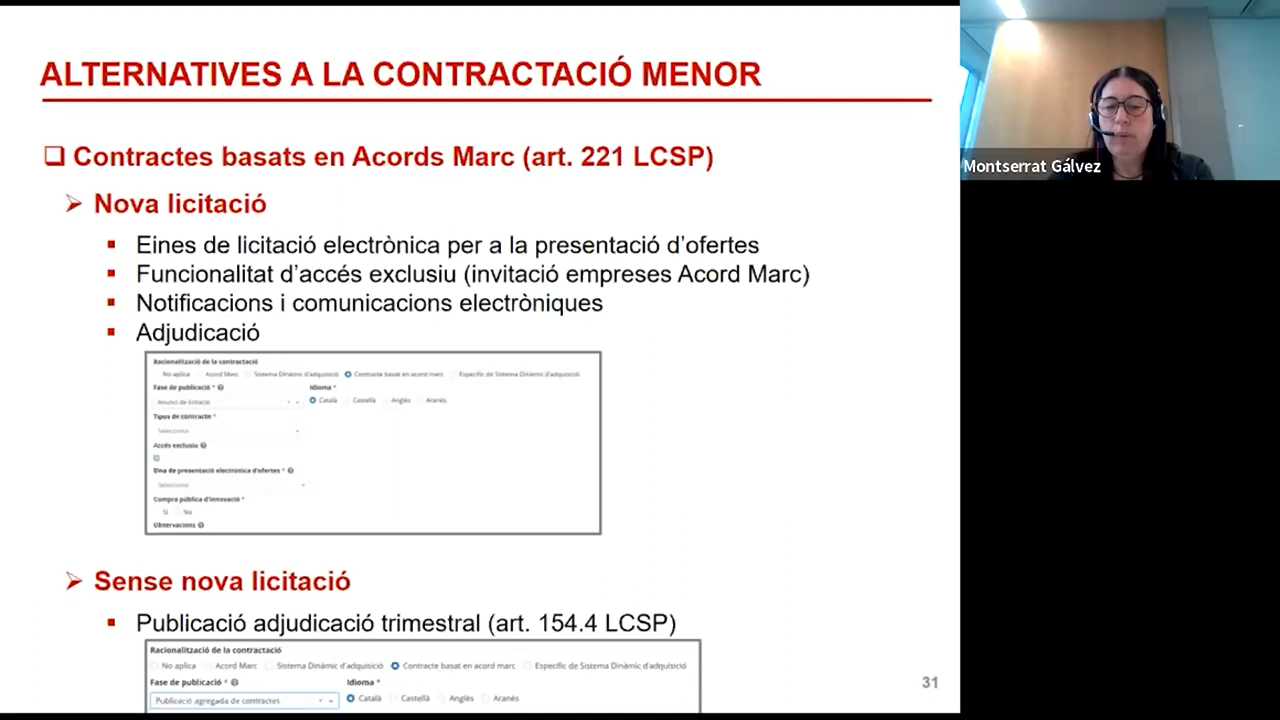 ALTERNATIVES A LA CONTRACTACIÓ MENOR
Contractes basats en Acords Marc (art. 221 LCSP)
Nova licitació
Eines de licitació electrònica per a la presentació d'ofertes
Funcionalitat d'accés exclusiu (invitació empreses Acord Marc)
Notificacions i comunicacions electròniques
Adjudicació
Racionalització de la contractació
No aplica Acord Marc Sistema Dinàmic d'adquisició Contracte basat en acord marc Específic de Sistema Dinàmic d'adquisició
Fase de publicació * Idioma *
Anunci de licitació Català Castellà Anglès Aranès
Tipus de contracte *
Selecciona
Accés exclusiu
Eina de presentació electrònica d'ofertes *
Selecciona
Compra pública d'innovació *
Sí No
Observacions
Sense nova licitació
Publicació adjudicació trimestral (art. 154.4 LCSP)
Racionalització de la contractació
No aplica Acord Marc Sistema Dinàmic d'adquisició Contracte basat en acord marc Específic de Sistema Dinàmic d'adquisició
Fase de publicació * Idioma *
Publicació agregada de contractes Català Castellà Anglès Aranès
31
Montserrat Gálvez